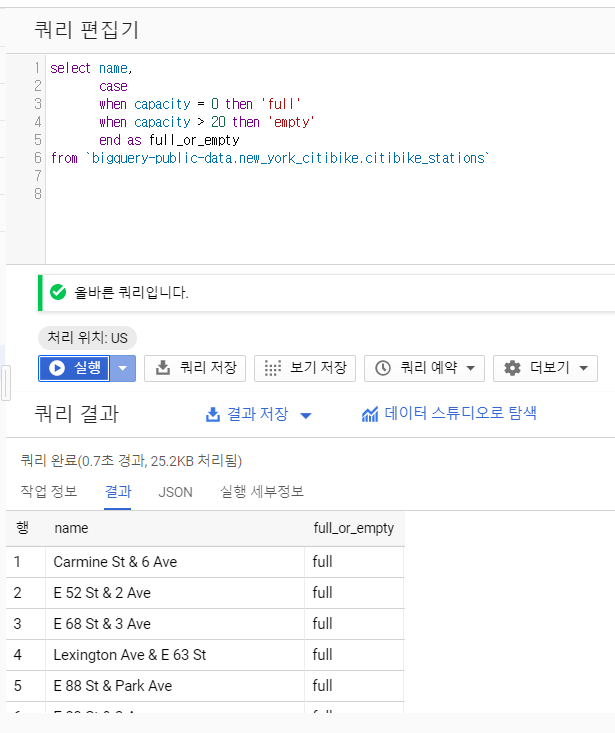 쿼리 편집기
1 select name,
2 case
3 when capacity = 0 then 'full'
4 when capacity > 20 then 'empty'
5 end as full_or_empty
6 from `bigquery-public-data.new_york_citibike.citibike_stations`
7
8
올바른 쿼리입니다.
처리 위치: US
실행 쿼리 저장 보기 저장 쿼리 예약 더보기
쿼리 결과 결과 저장 데이터 스튜디오로 탐색
쿼리 완료(0.7초 경과, 25.2KB 처리됨)
작업 정보 결과 JSON 실행 세부정보
행 name full_or_empty
1 Carmine St & 6 Ave full
2 E 52 St & 2 Ave full
3 E 68 St & 3 Ave full
4 Lexington Ave & E 63 St full
5 E 88 St & Park Ave full